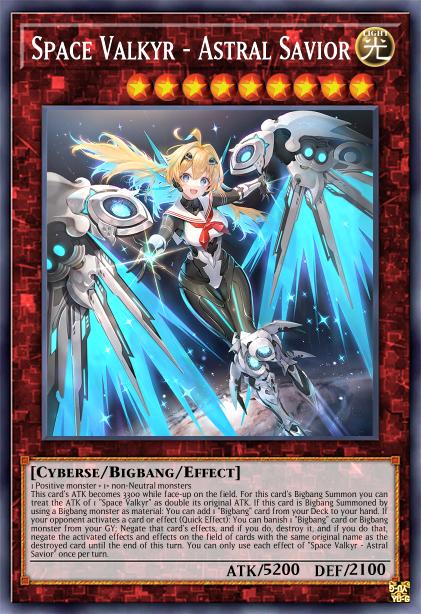 SPACE VALKYR - ASTRAL SAVIOR
LIGHT
光
[CYBERSE/BIGBANG/EFFECT]
1 Positive monster + 1+ non-Neutral monsters
This card's ATK becomes 3300 while face-up on the field. For this card's Bigbang Summon you can
treat the ATK of 1 "Space Valkyr" as double its original ATK. If this card is Bigbang Summoned by
using a Bigbang monster as material: You can add 1 "Bigbang" card from your Deck to your hand. If
your opponent activates a card or effect (Quick Effect): You can banish 1 "Bigbang" card or Bigbang
monster from your GY; Negate that card's effects, and if you do, destroy it, and if you do that,
negate the activated effects and effects on the field of cards with the same original name as the
destroyed card until the end of this turn. You can only use each effect of "Space Valkyr - Astral
Savior" once per turn.
ATK/5200 DEF/2100